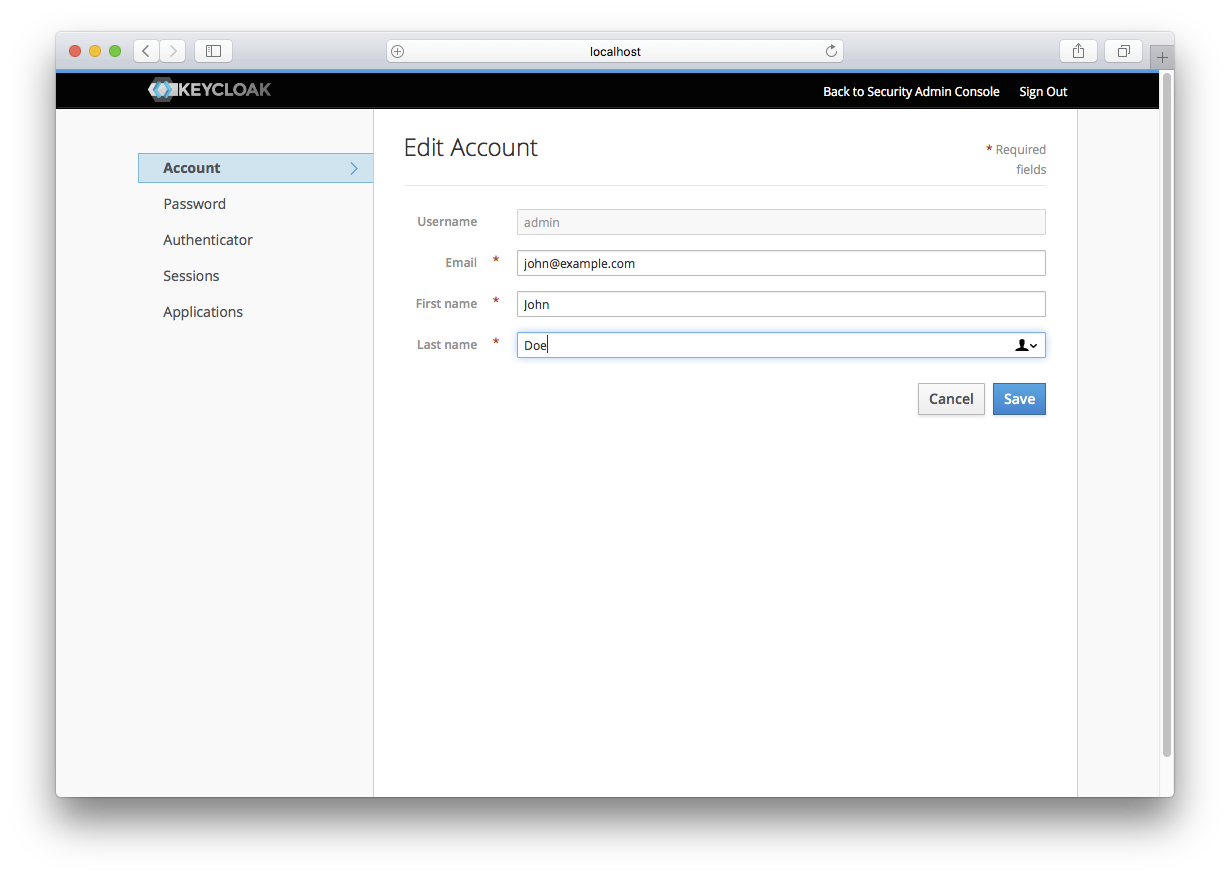 localhost
KEYCLOAK
Back to Security Admin Console Sign Out
Account
Password
Authenticator
Sessions
Applications
Edit Account
* Required
fields
Username admin
Email * john@example.com
First name * John
Last name * Doe
Cancel Save